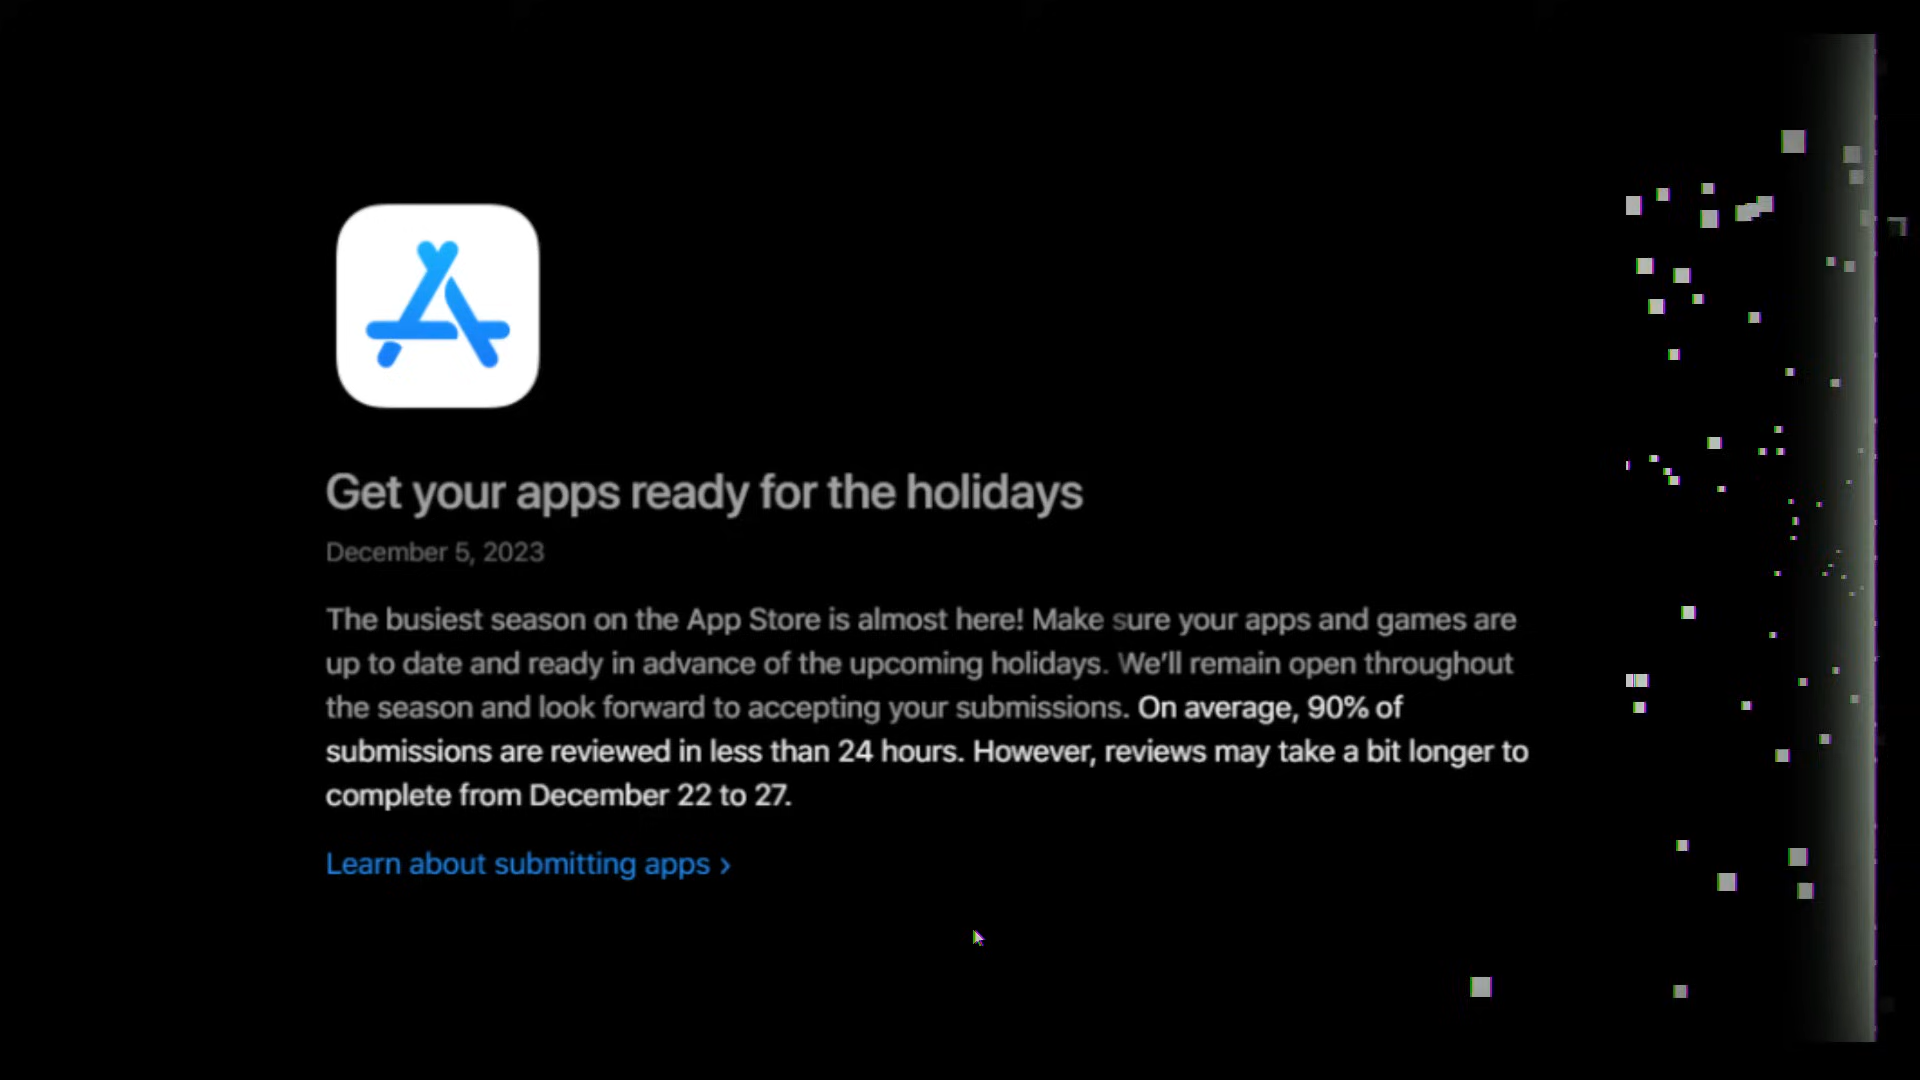 Get your apps ready for the holidays
December 5, 2023
The busiest season on the App Store is almost here! Make sure your apps and games are
up to date and ready in advance of the upcoming holidays. We’ll remain open throughout
the season and look forward to accepting your submissions. On average, 90% of
submissions are reviewed in less than 24 hours. However, reviews may take a bit longer to
complete from December 22 to 27.
Learn about submitting apps ›